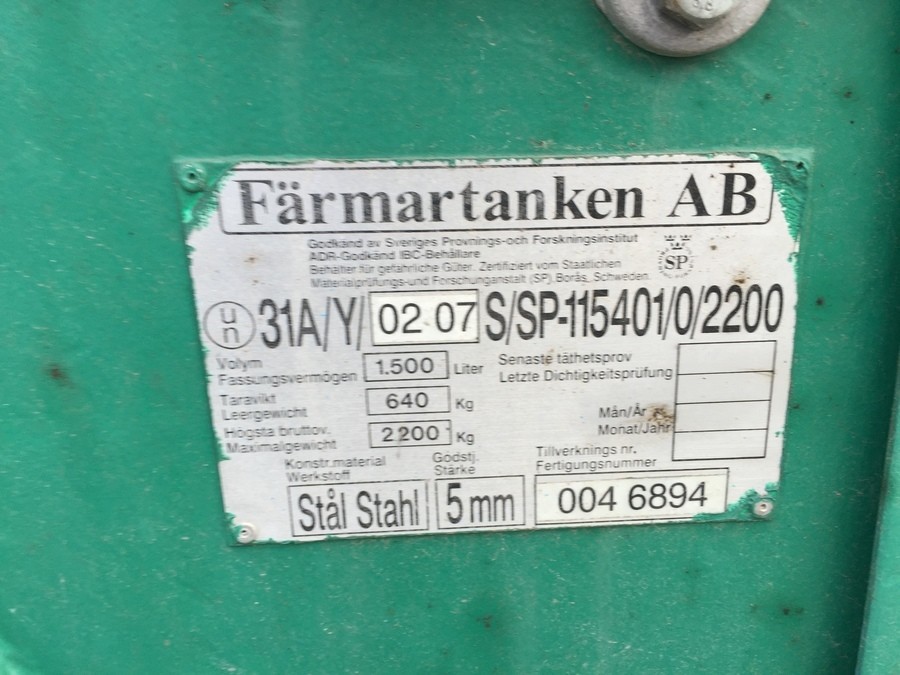 Färmartanken AB
Godkänd av Sveriges Provnings-och Forskningsinstitut
ADR-Godkänd IBC-Behållare
Behälter für gefährliche Güter. Zertifiziert vom Staatlichen
Materialprüfungs-und Forschunganstalt (SP), Borås, Schweden.
SP
un 31A/Y/ 02 07 S/SP-115401/0/2200
Volym
Fassungsvermögen 1.500 Liter
Taravikt
Leergewicht 640 Kg
Högsta bruttov.
Maximalgewicht 2200 Kg
Senaste täthetsprov
Letzte Dichtigkeitsprüfung
Mån/År
Monat/Jahr
Konstr.material
Werkstoff
Stål Stahl
Godstj.
Stärke
5 mm
Tillverknings nr.
Fertigungsnummer
004 6894